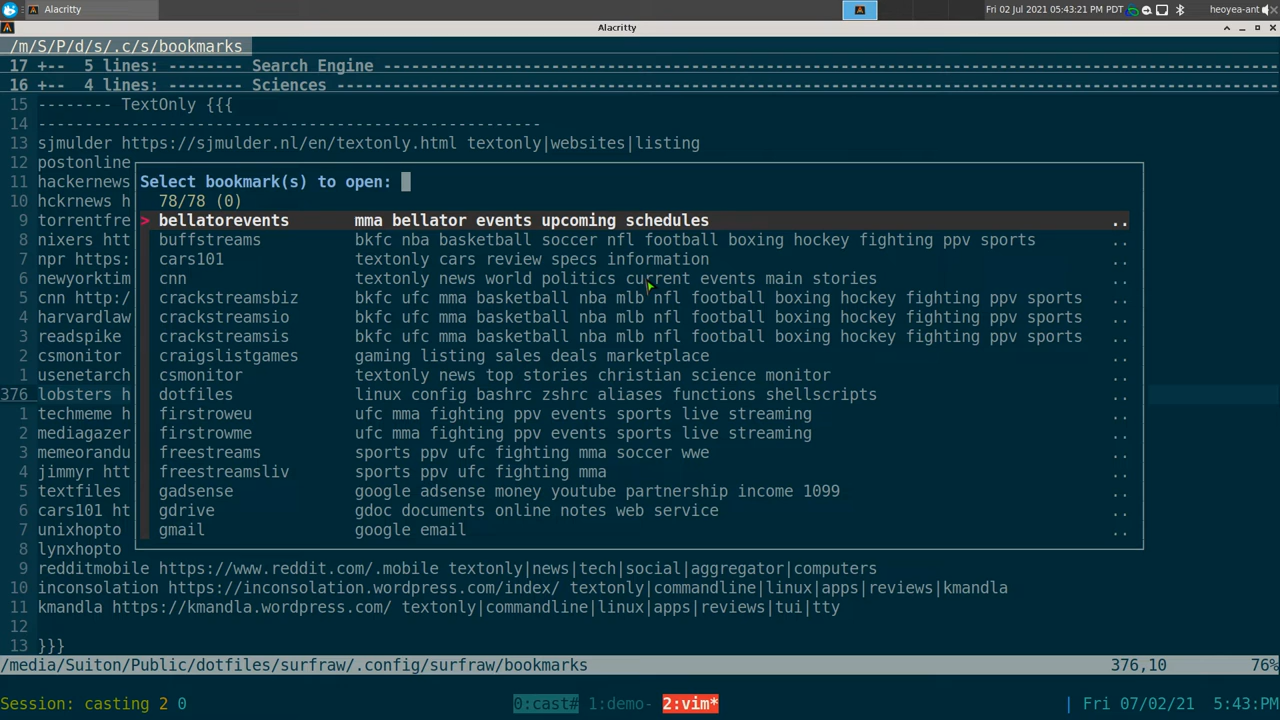 Alacritty
Fri 02 Jul 2021 05:43:21 PM PDT
heoyea-ant
Alacritty
/m/S/P/d/s/.c/s/bookmarks
17 +--  5 lines: -------- Search Engine ----------------------------------------------------------------
16 +--  4 lines: -------- Sciences ----------------------------------------------------------------
15 -------- TextOnly {{{
14 ------------------------------------------------------
13 sjmulder https://sjmulder.nl/en/textonly.html textonly|websites|listing
12 postonline
11 hackernews
10 hckrnews h
9 torrentfre
8 nixers htt
7 npr https:
6 newyorktim
5 cnn http:/
4 harvardlaw
3 readspike
2 csmonitor
1 usenetarch
376 lobsters h
1 techmeme h
2 mediagazer
3 memeorandu
4 jimmyr htt
5 textfiles
6 cars101 ht
7 unixhopto
8 lynxhopto
Select bookmark(s) to open:
78/78 (0)
> bellatorevents mma bellator events upcoming schedules ..
buffstreams bkfc nba basketball soccer nfl football boxing hockey fighting ppv sports ..
cars101 textonly cars review specs information ..
cnn textonly news world politics current events main stories ..
crackstreamsbiz bkfc ufc mma basketball nba mlb nfl football boxing hockey fighting ppv sports ..
crackstreamsio bkfc ufc mma basketball nba mlb nfl football boxing hockey fighting ppv sports ..
crackstreamsis bkfc ufc mma basketball nba mlb nfl football boxing hockey fighting ppv sports ..
craigslistgames gaming listing sales deals marketplace ..
csmonitor textonly news top stories christian science monitor ..
dotfiles linux config bashrc zshrc aliases functions shellscripts ..
firstroweu ufc mma fighting ppv events sports live streaming ..
firstrowme ufc mma fighting ppv events sports live streaming ..
freestreams sports ppv ufc fighting mma soccer wwe ..
freestreamsliv sports ppv ufc fighting mma ..
gadsense google adsense money youtube partnership income 1099 ..
gdrive gdoc documents online notes web service ..
gmail google email ..
9 redditmobile https://www.reddit.com/.mobile textonly|news|tech|social|aggregator|computers
10 inconsolation https://inconsolation.wordpress.com/index/ textonly|commandline|linux|apps|reviews|kmandla
11 kmandla https://kmandla.wordpress.com/ textonly|commandline|linux|apps|reviews|tui|tty
12
13 }}}
/media/Suiton/Public/dotfiles/surfraw/.config/surfraw/bookmarks 376,10 76%
Session: casting 2 0 0:cast# 1:demo- 2:vim* | Fri 07/02/21 5:43:PM